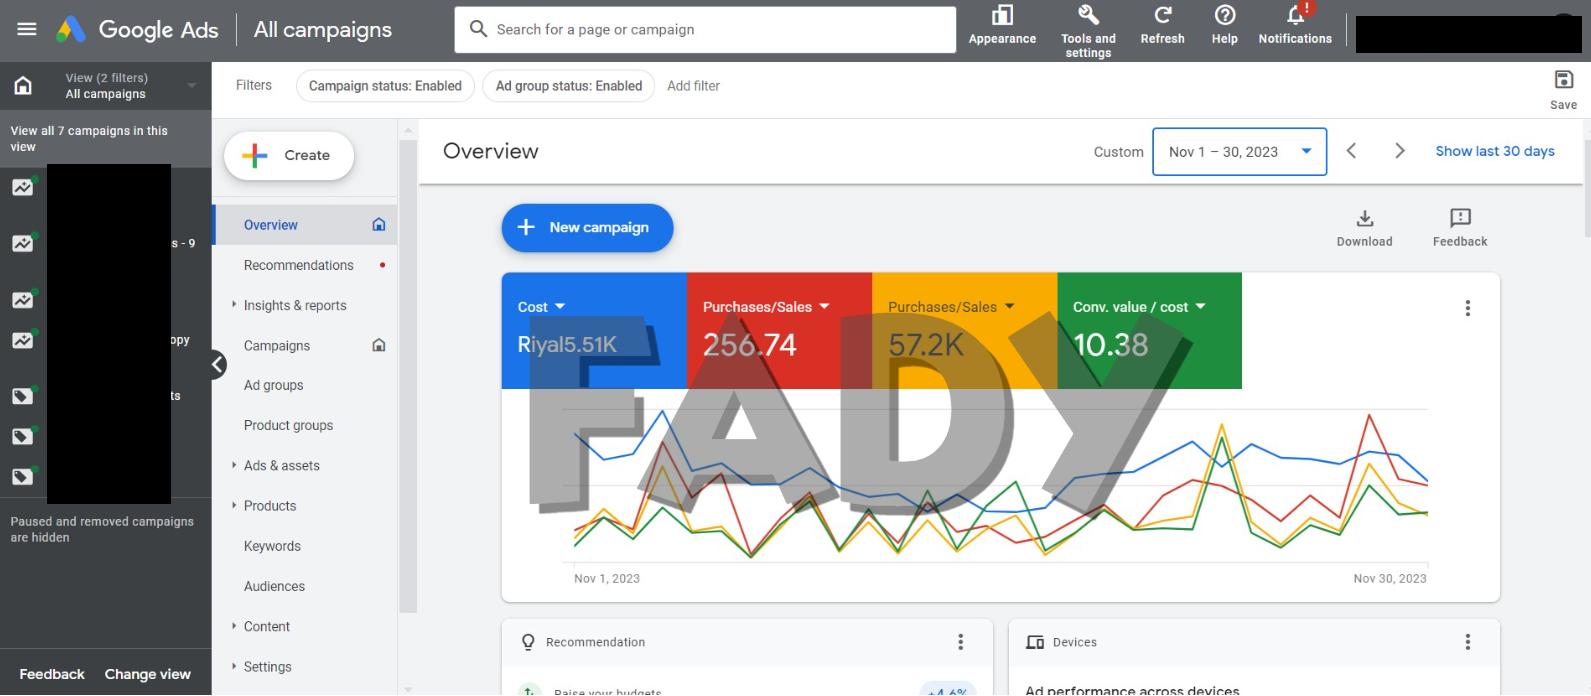 Google Ads
All campaigns
Search for a page or campaign
Appearance
Tools and
settings
Refresh
Help
!
Notifications
View (2 filters)
All campaigns
View all 7 campaigns in this
view
s - 9
opy
ts
Paused and removed campaigns
are hidden
Feedback
Change view
Filters
Campaign status: Enabled
Ad group status: Enabled
Add filter
Save
Create
Overview
Recommendations
Insights & reports
Campaigns
Ad groups
Product groups
Ads & assets
Products
Keywords
Audiences
Content
Settings
Overview
Custom
Nov 1 – 30, 2023
Show last 30 days
New campaign
Download
Feedback
Cost
Riyal5.51K
Purchases/Sales
256.74
Purchases/Sales
57.2K
Conv. value / cost
10.38
FADY
Nov 1, 2023
Nov 30, 2023
Recommendation
Raise your budgets
+4.6%
Devices
Ad performance across devices